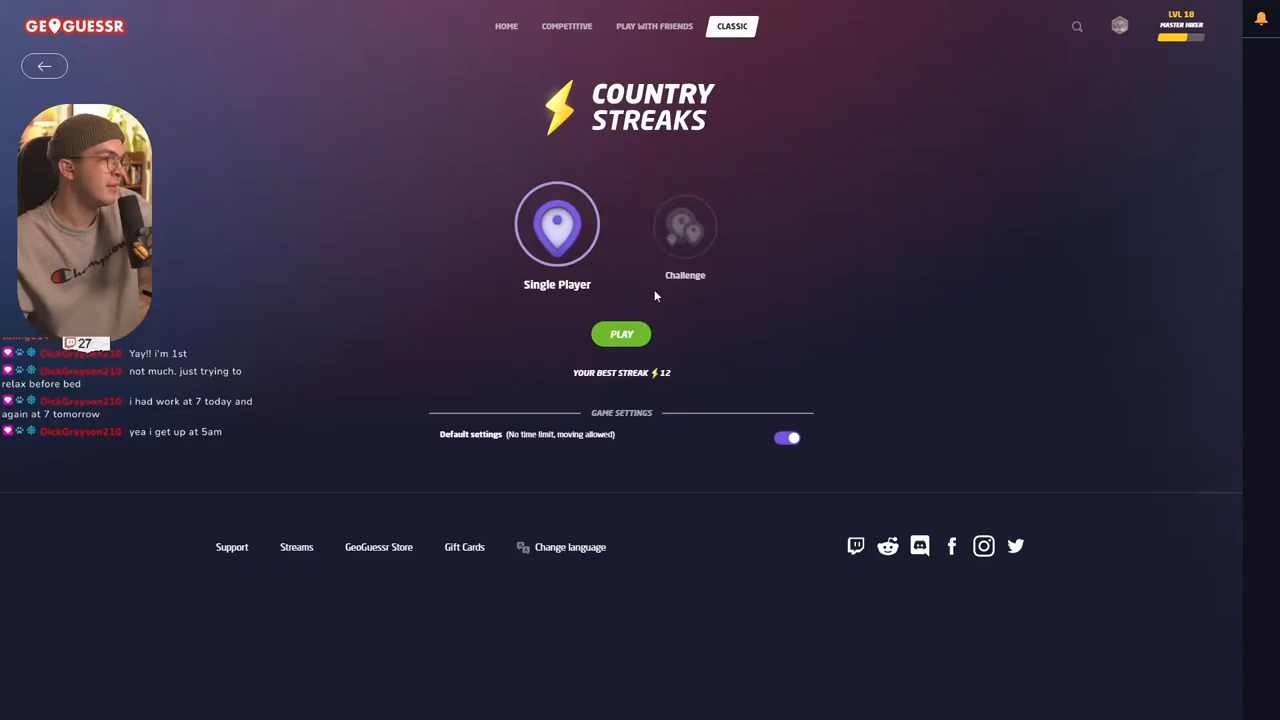 GEOGUESSR
HOME COMPETITIVE PLAY WITH FRIENDS CLASSIC
LVL 18
MASTER HIKER
COUNTRY
STREAKS
Single Player
Challenge
PLAY
YOUR BEST STREAK 12
GAME SETTINGS
Default settings (No time limit, moving allowed)
Champion
27
DickGrayson210 Yay!! i'm 1st
DickGrayson210 not much. just trying to
relax before bed
DickGrayson210 i had work at 7 today and
again at 7 tomorrow
DickGrayson210 yea i get up at 5am
Support Streams GeoGuessr Store Gift Cards Change language